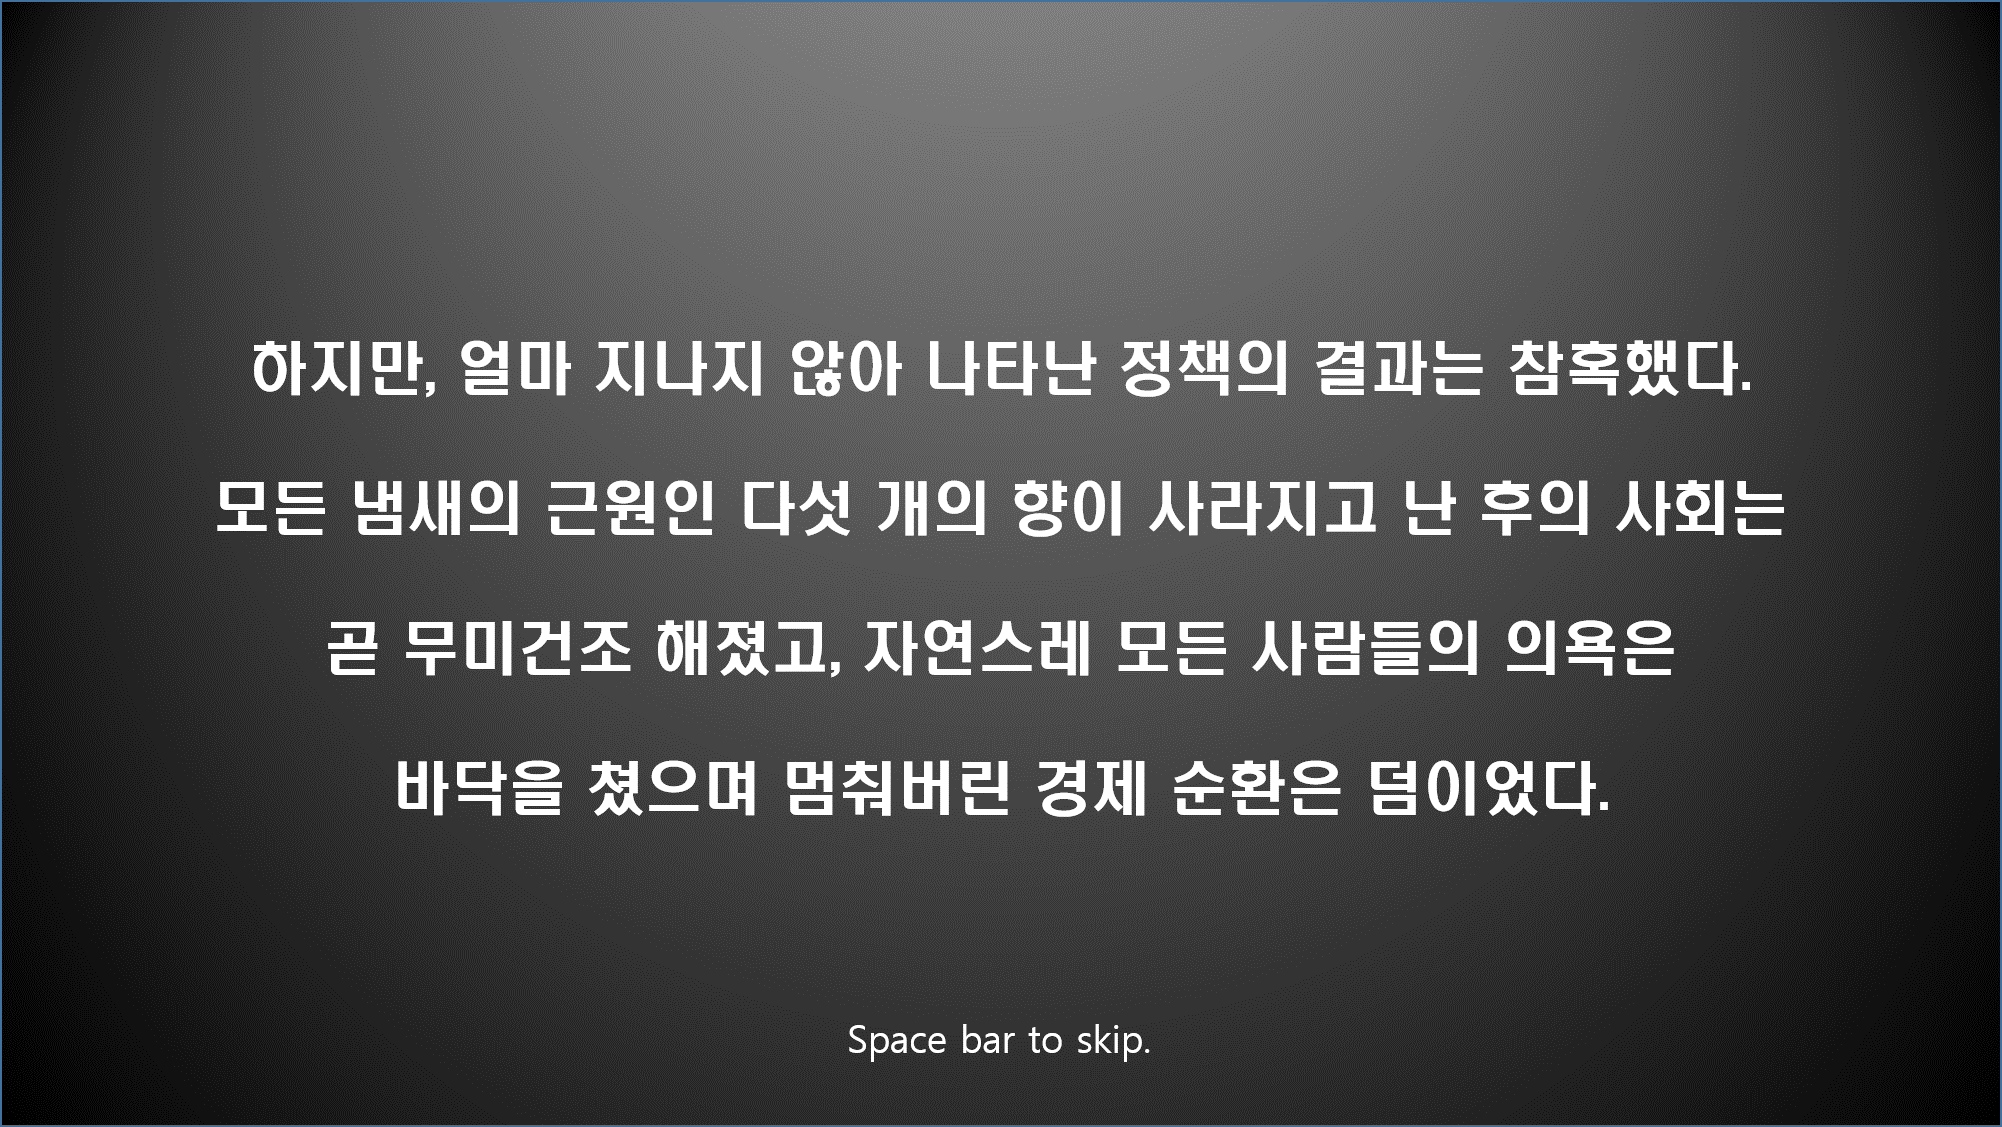 하지만, 얼마 지나지 않아 나타난 정책의 결과는 참혹했다.
모든 냄새의 근원인 다섯 개의 향이 사라지고 난 후의 사회는
곧 무미건조 해졌고, 자연스레 모든 사람들의 의욕은
바닥을 쳤으며 멈춰버린 경제 순환은 덤이었다.
Space bar to skip.